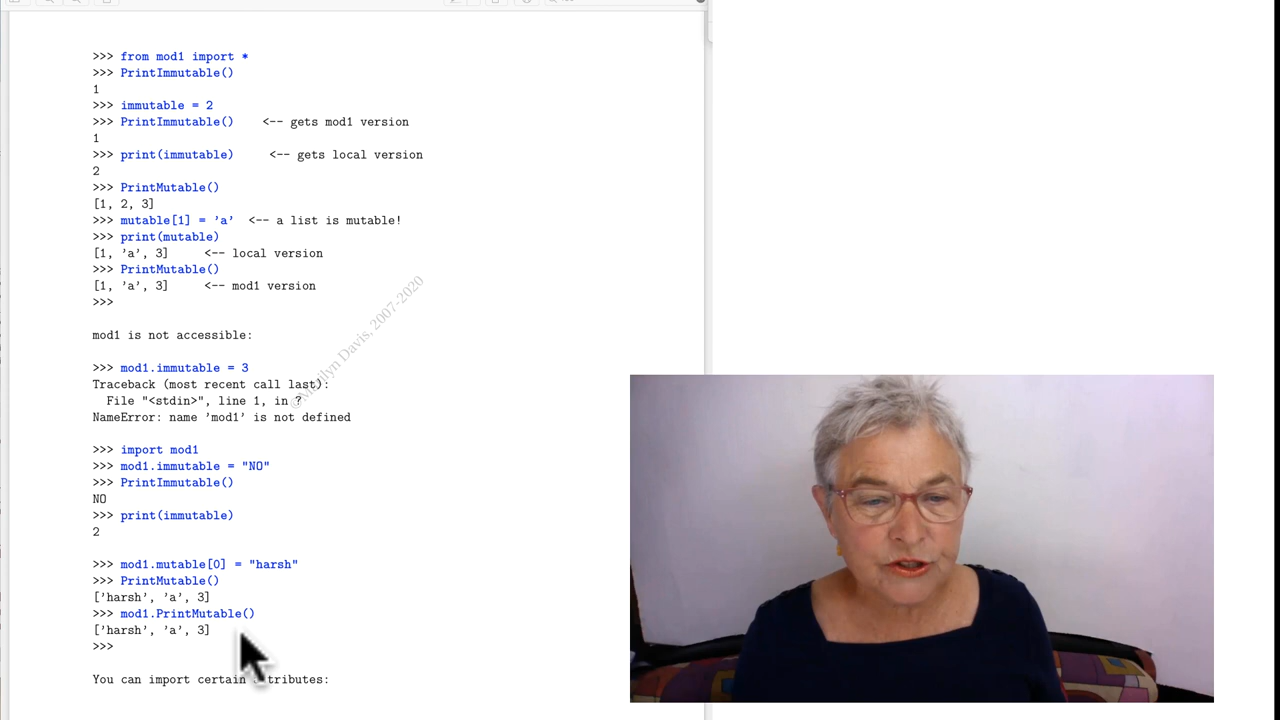 >>> from mod1 import *
>>> PrintImmutable()
1
>>> immutable = 2
>>> PrintImmutable()    <-- gets mod1 version
1
>>> print(immutable)     <-- gets local version
2
>>> PrintMutable()
[1, 2, 3]
>>> mutable[1] = ’a’  <-- a list is mutable!
>>> print(mutable)
[1, ’a’, 3]     <-- local version
>>> PrintMutable()
[1, ’a’, 3]     <-- mod1 version
>>>
mod1 is not accessible:
>>> mod1.immutable = 3
Traceback (most recent call last):
  File "<stdin>", line 1, in ?
NameError: name ’mod1’ is not defined
>>> import mod1
>>> mod1.immutable = "NO"
>>> PrintImmutable()
NO
>>> print(immutable)
2
>>> mod1.mutable[0] = "harsh"
>>> PrintMutable()
[’harsh’, ’a’, 3]
>>> mod1.PrintMutable()
[’harsh’, ’a’, 3]
>>>
You can import certain
Davis, 2007-2020